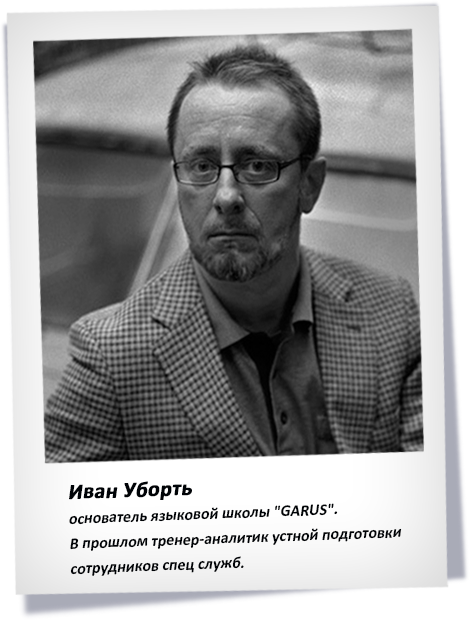 Иван Уборть
основатель языковой школы "GARUS".
В прошлом тренер-аналитик устной подготовки
сотрудников спец служб.